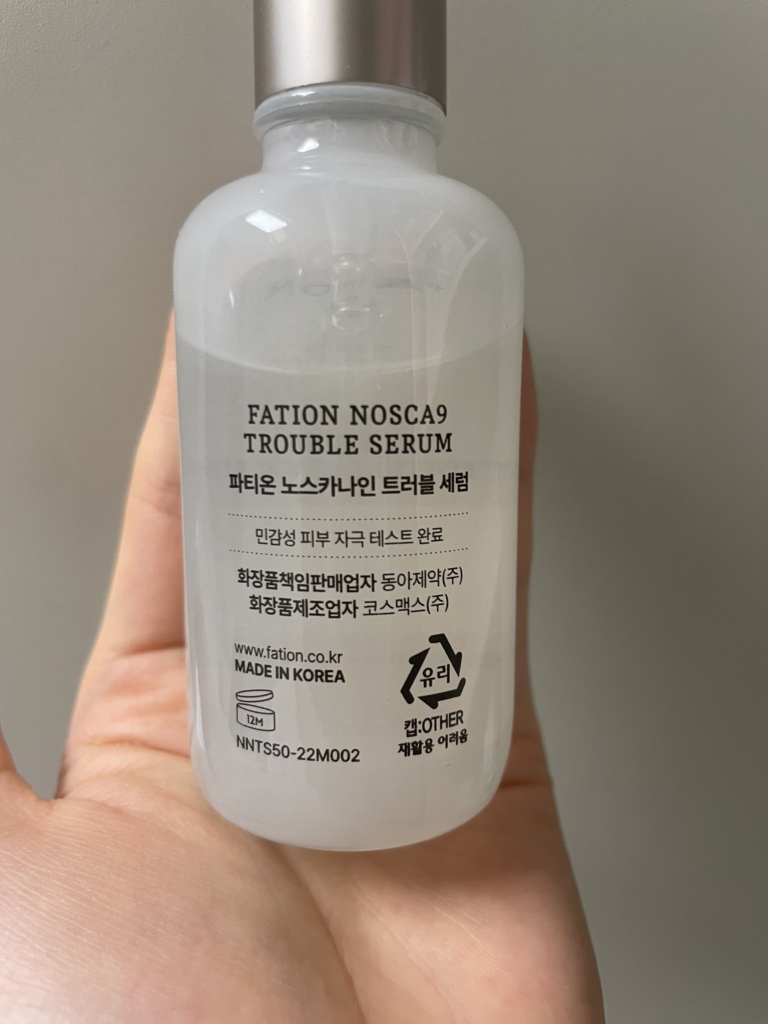 FATION NOSCA9
TROUBLE SERUM
파티온 노스카나인 트러블 세럼
민감성 피부 자극 테스트 완료
화장품책임판매업자 동아제약(주)
화장품제조업자 코스맥스(주)
www.fation.co.kr
MADE IN KOREA
12M
NNTS50-22M002
유리
캡:OTHER
재활용 어려움